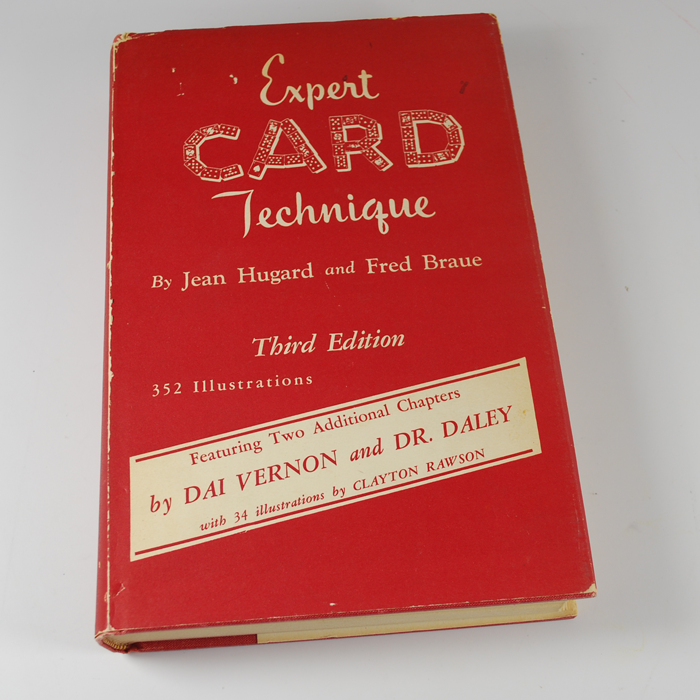 Expert
CARD
Technique
By Jean Hugard and Fred Braue
Third Edition
352 Illustrations
Featuring Two Additional Chapters
by DAI VERNON and DR. DALEY
with 34 illustrations by CLAYTON RAWSON